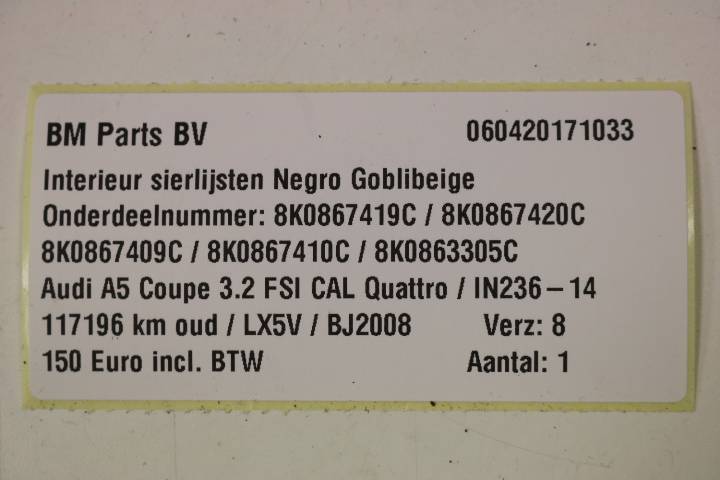 BM Parts BV 060420171033
Interieur sierlijsten Negro Goblibeige
Onderdeelnummer: 8K0867419C / 8K0867420C
8K0867409C / 8K0867410C / 8K0863305C
Audi A5 Coupe 3.2 FSI CAL Quattro / IN236-14
117196 km oud / LX5V / BJ2008 Verz: 8
150 Euro incl. BTW Aantal: 1